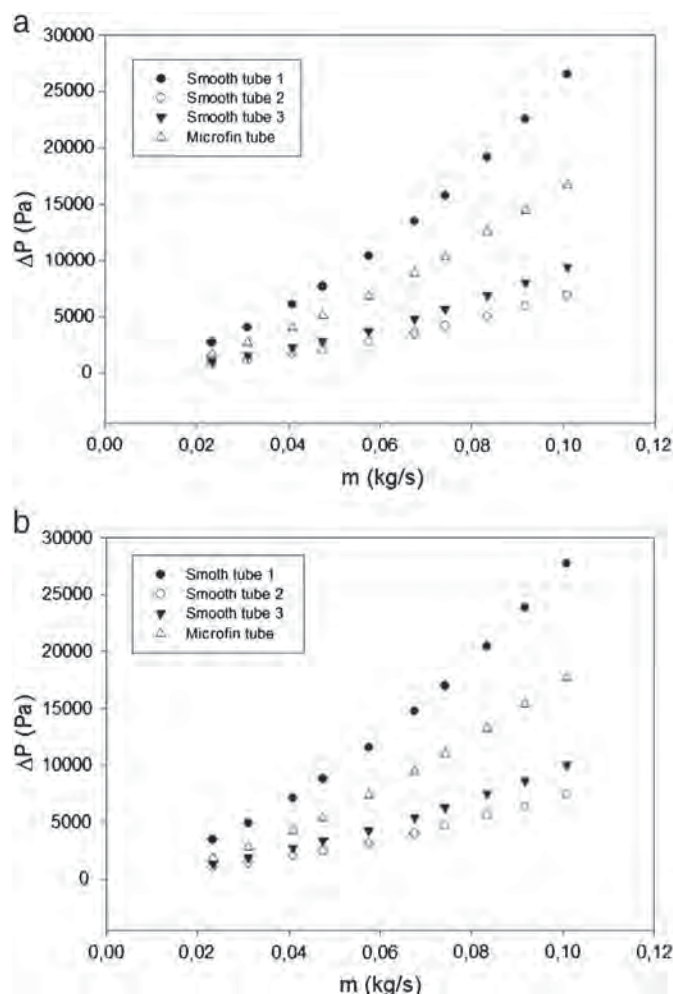 a
30000
25000
20000
15000
10000
5000
0
ΔP (Pa)
Smooth tube 1
Smooth tube 2
Smooth tube 3
Microfin tube
0,00 0,02 0,04 0,06 0,08 0,10 0,12
m (kg/s)
b
30000
25000
20000
15000
10000
5000
0
ΔP (Pa)
Smoth tube 1
Smooth tube 2
Smooth tube 3
Microfin tube
0,00 0,02 0,04 0,06 0,08 0,10 0,12
m (kg/s)